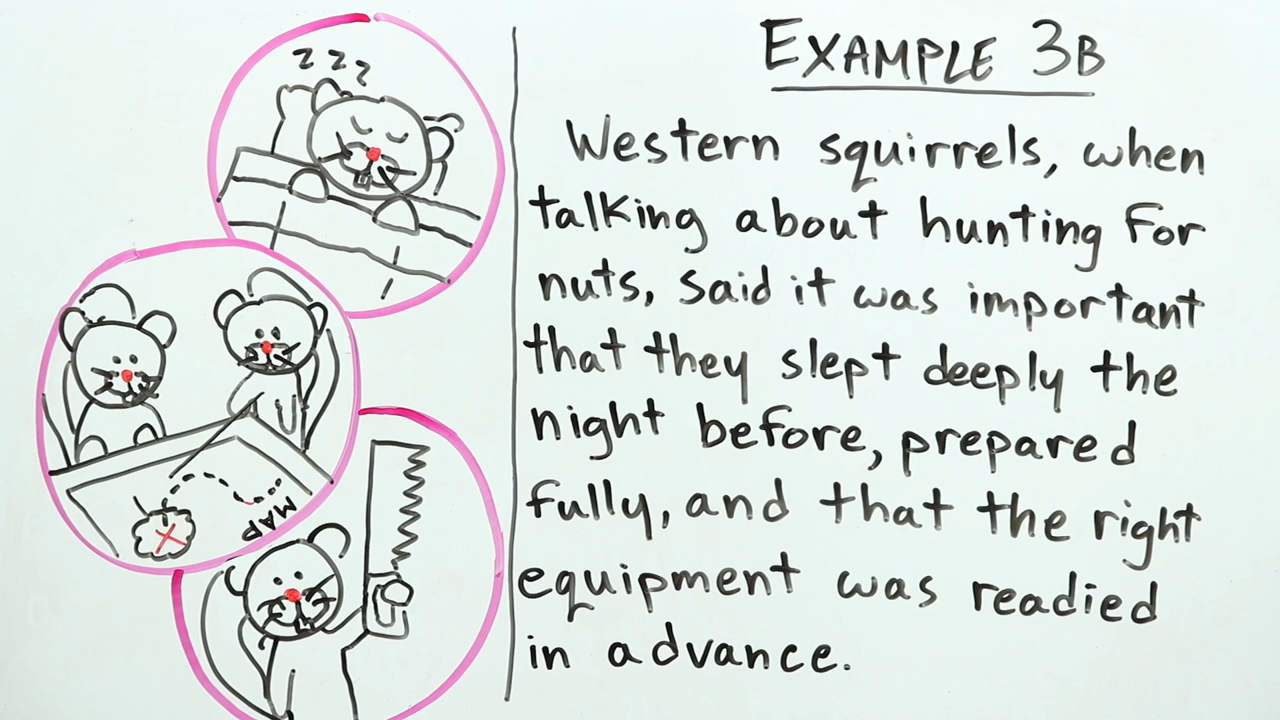 EXAMPLE 3B
z z z
Western squirrels, when
talking about hunting for
nuts, said it was important
that they slept deeply the
night before, prepared
fully, and that the right
equipment was readied
in advance.
MAP